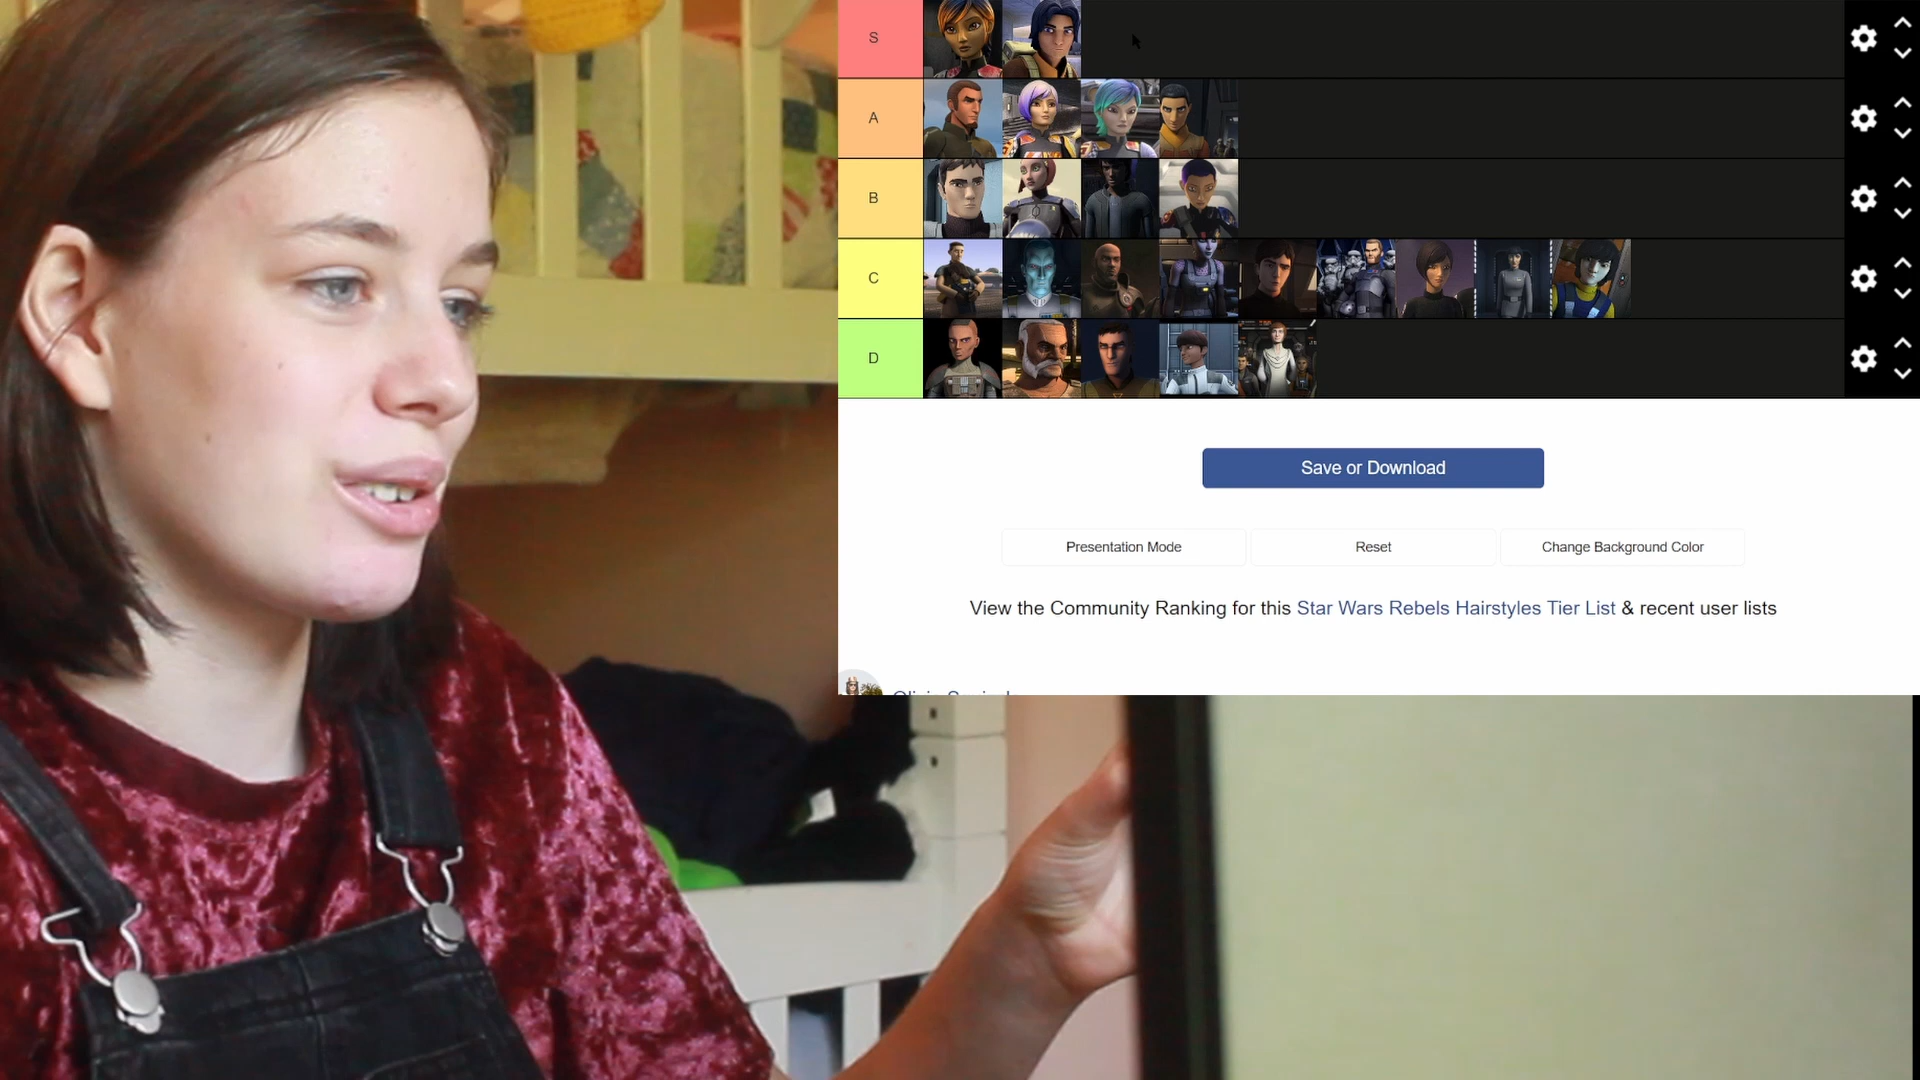 S
A
B
C
D
Save or Download
Presentation Mode
Reset
Change Background Color
View the Community Ranking for this Star Wars Rebels Hairstyles Tier List & recent user lists